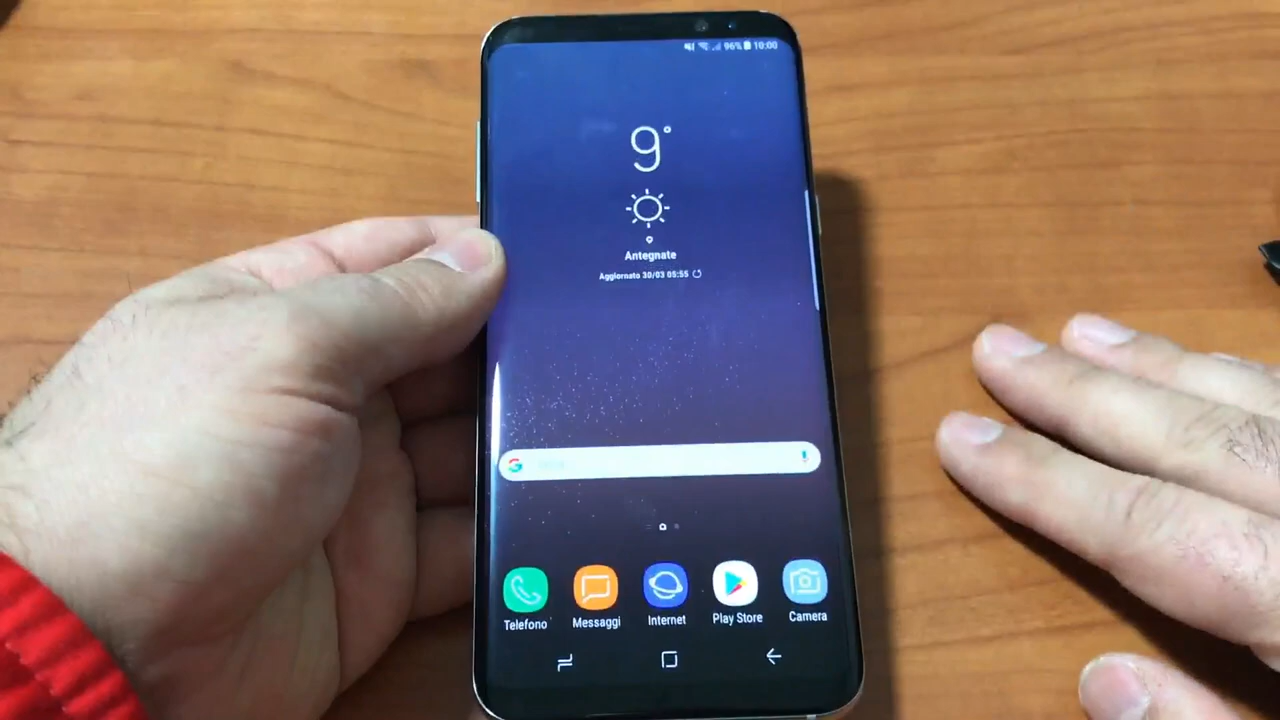 96% 10:00
9°
Antegnate
Aggiornato 30/03 05:55
Telefono
Messaggi
Internet
Play Store
Camera